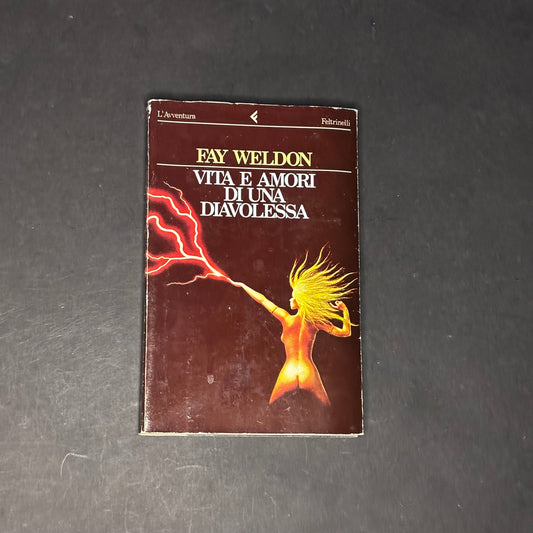 L'Avventura Feltrinelli
FAY WELDON
VITA E AMORI
DI UNA
DIAVOLESSA